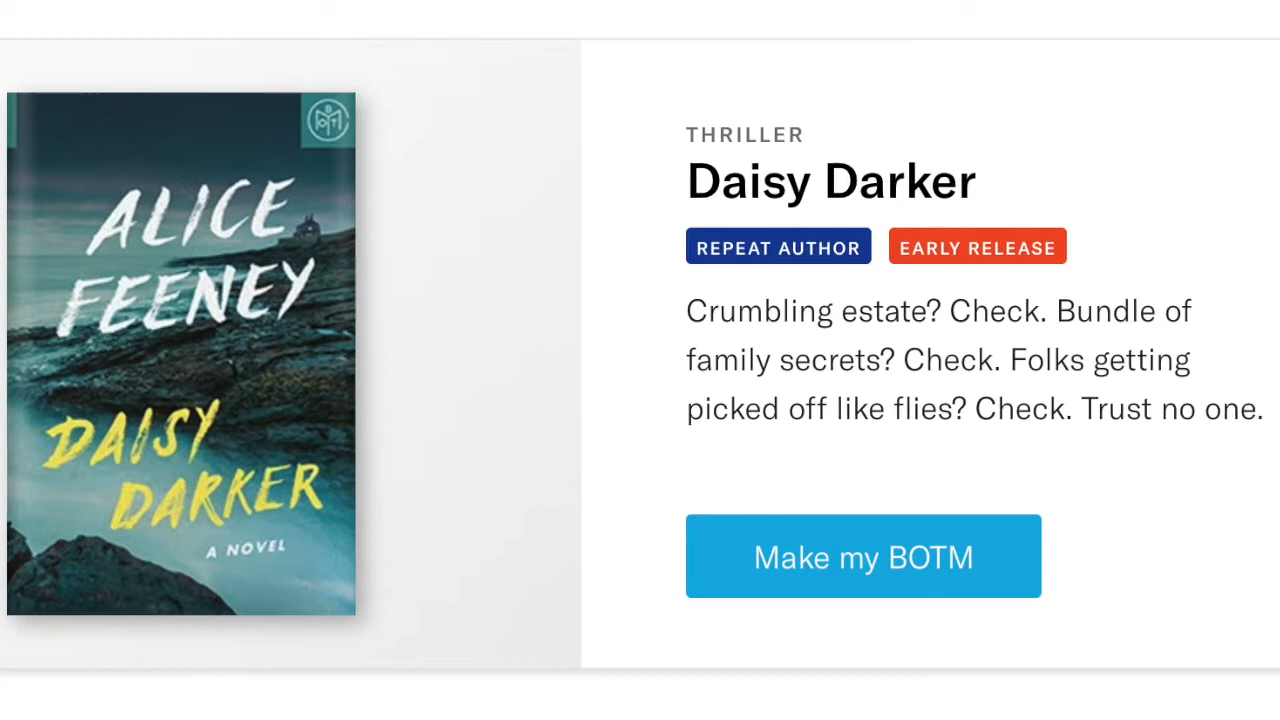 ALICE
FEENEY
DAISY
DARKER
A NOVEL
BOTM
THRILLER
Daisy Darker
REPEAT AUTHOR EARLY RELEASE
Crumbling estate? Check. Bundle of
family secrets? Check. Folks getting
picked off like flies? Check. Trust no one.
Make my BOTM